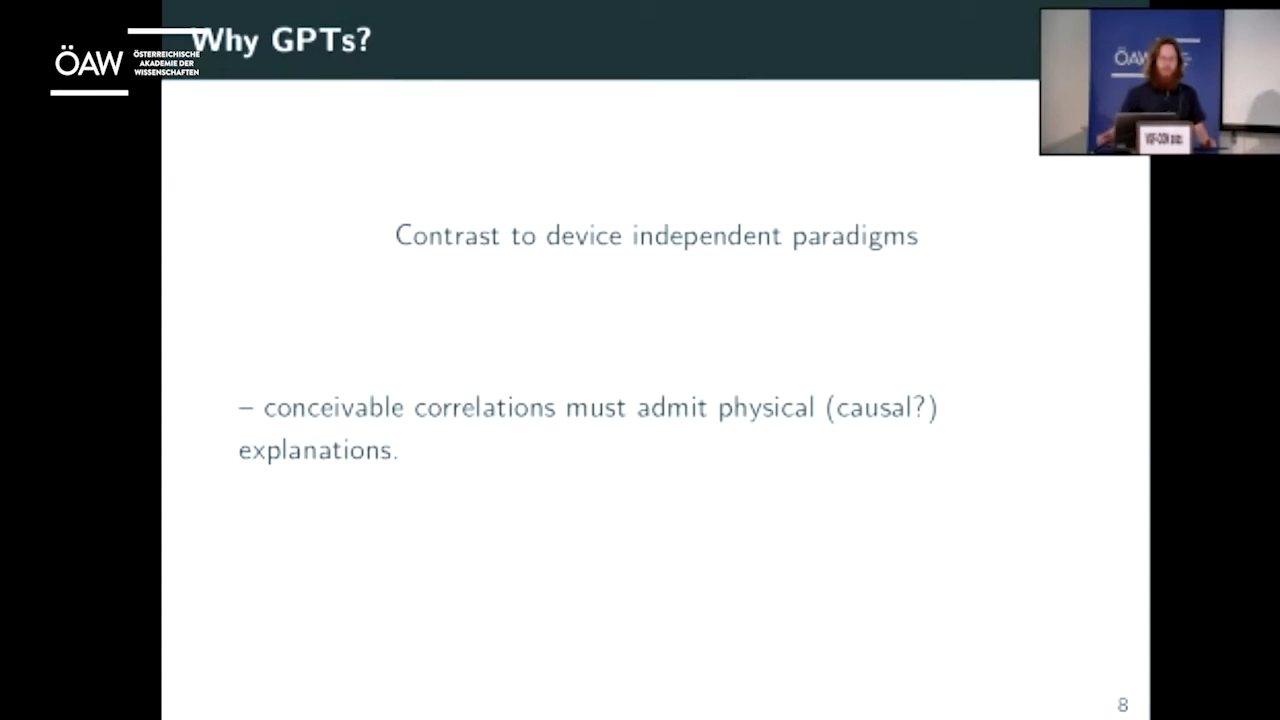 Why GPTs?
ÖAW
ÖSTERREICHISCHE
AKADEMIE DER
WISSENSCHAFTEN
ÖAW
Contrast to device independent paradigms
– conceivable correlations must admit physical (causal?)
explanations.
8